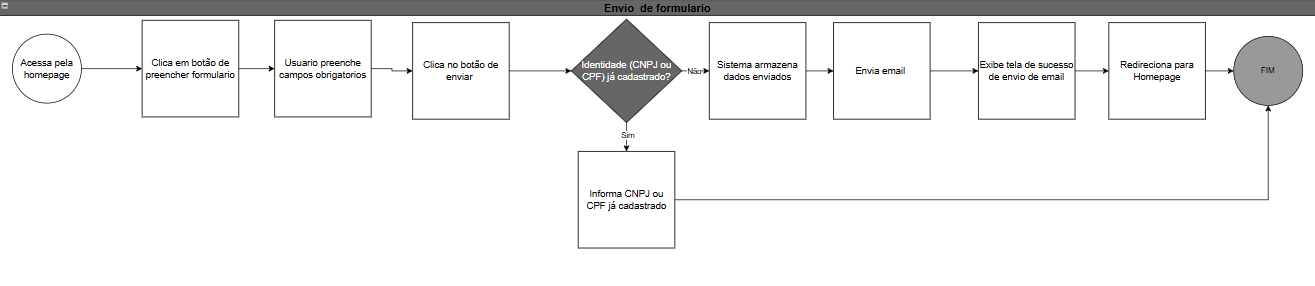 Envio de formulario
Acessa pela
homepage
Clica em botão de
preencher formulario
Usuario preenche
campos obrigatorios
Clica no botão de
enviar
Identidade (CNPJ ou
CPF) já cadastrado?
Não
Sistema armazena
dados enviados
Envia email
Exibe tela de sucesso
de envio de email
Redireciona para
Homepage
FIM
Sim
Informa CNPJ ou
CPF já cadastrado